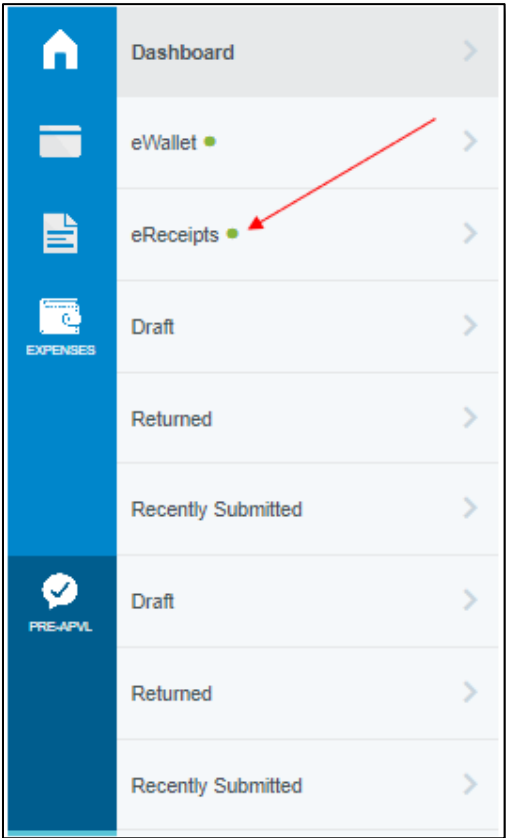 Dashboard
eWallet
eReceipts
EXPENSES
Draft
Returned
Recently Submitted
PRE-APVL
Draft
Returned
Recently Submitted